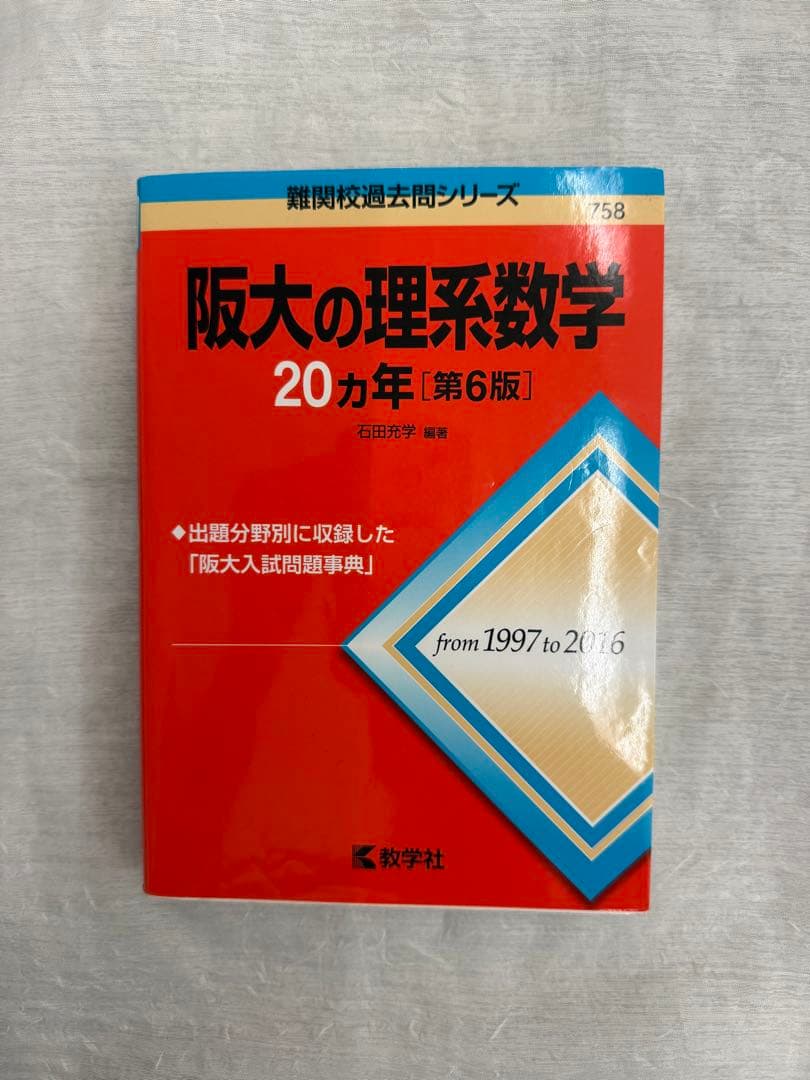 難関校過去問シリーズ
758
阪大の理系数学
20ヵ年[第6版]
石田充学 編著
◆出題分野別に収録した
「阪大入試問題事典」
from 1997 to 2016
教学社